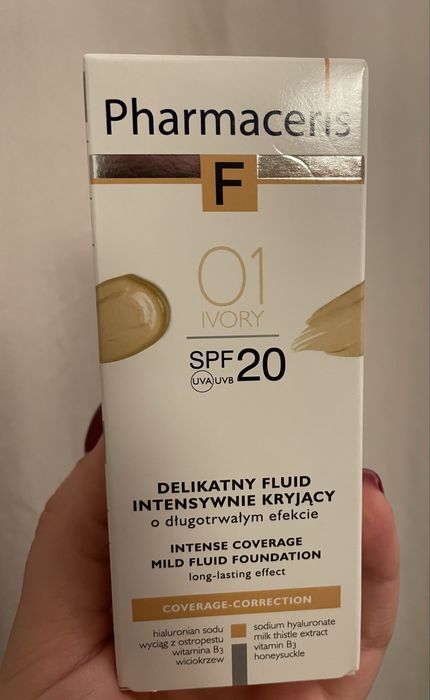 Pharmaceris
F
01
IVORY
SPF 20
UVA UVB
DELIKATNY FLUID
INTENSYWNIE KRYJĄCY
o długotrwałym efekcie
INTENSE COVERAGE
MILD FLUID FOUNDATION
long-lasting effect
COVERAGE-CORRECTION
hialuronian sodu
wyciąg z ostropestu
witamina B3
wiciokrzew
sodium hyaluronate
milk thistle extract
vitamin B3
honeysuckle